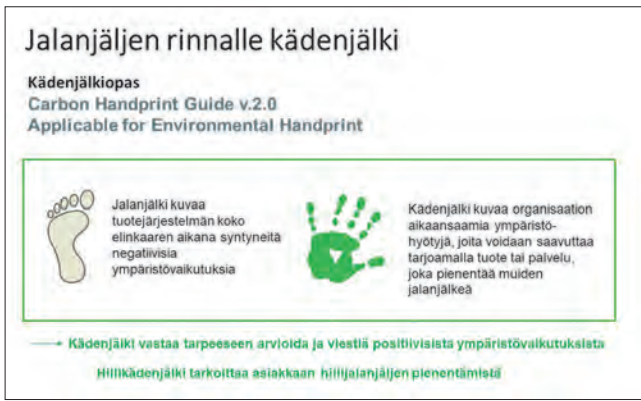 Jalanjäljen rinnalle kädenjälki
Kädenjälkiopas
Carbon Handprint Guide v.2.0
Applicable for Environmental Handprint
Jalanjälki kuvaa
tuotejärjestelmän koko
elinkaaren aikana syntyneitä
negatiivisia
ympäristövaikutuksia
Kädenjälki kuvaa organisaation
aikaansaamia ympäristö-
hyötyjä, joita voidaan saavuttaa
tarjoamalla tuote tai palvelu,
joka pienentää muiden
jalanjälkeä
Kädenjälki vastaa tarpeeseen arvioida ja viestiä positiivisista ympäristövaikutuksista
Hiilikädenjälki tarkoittaa asiakkaan hiilijalanjäljen pienentämistä